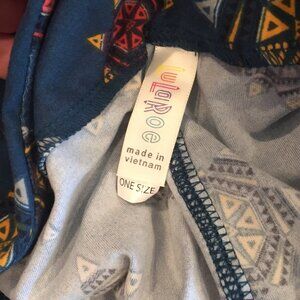 LuLaRoe
made in
vietnam
ONE SIZE